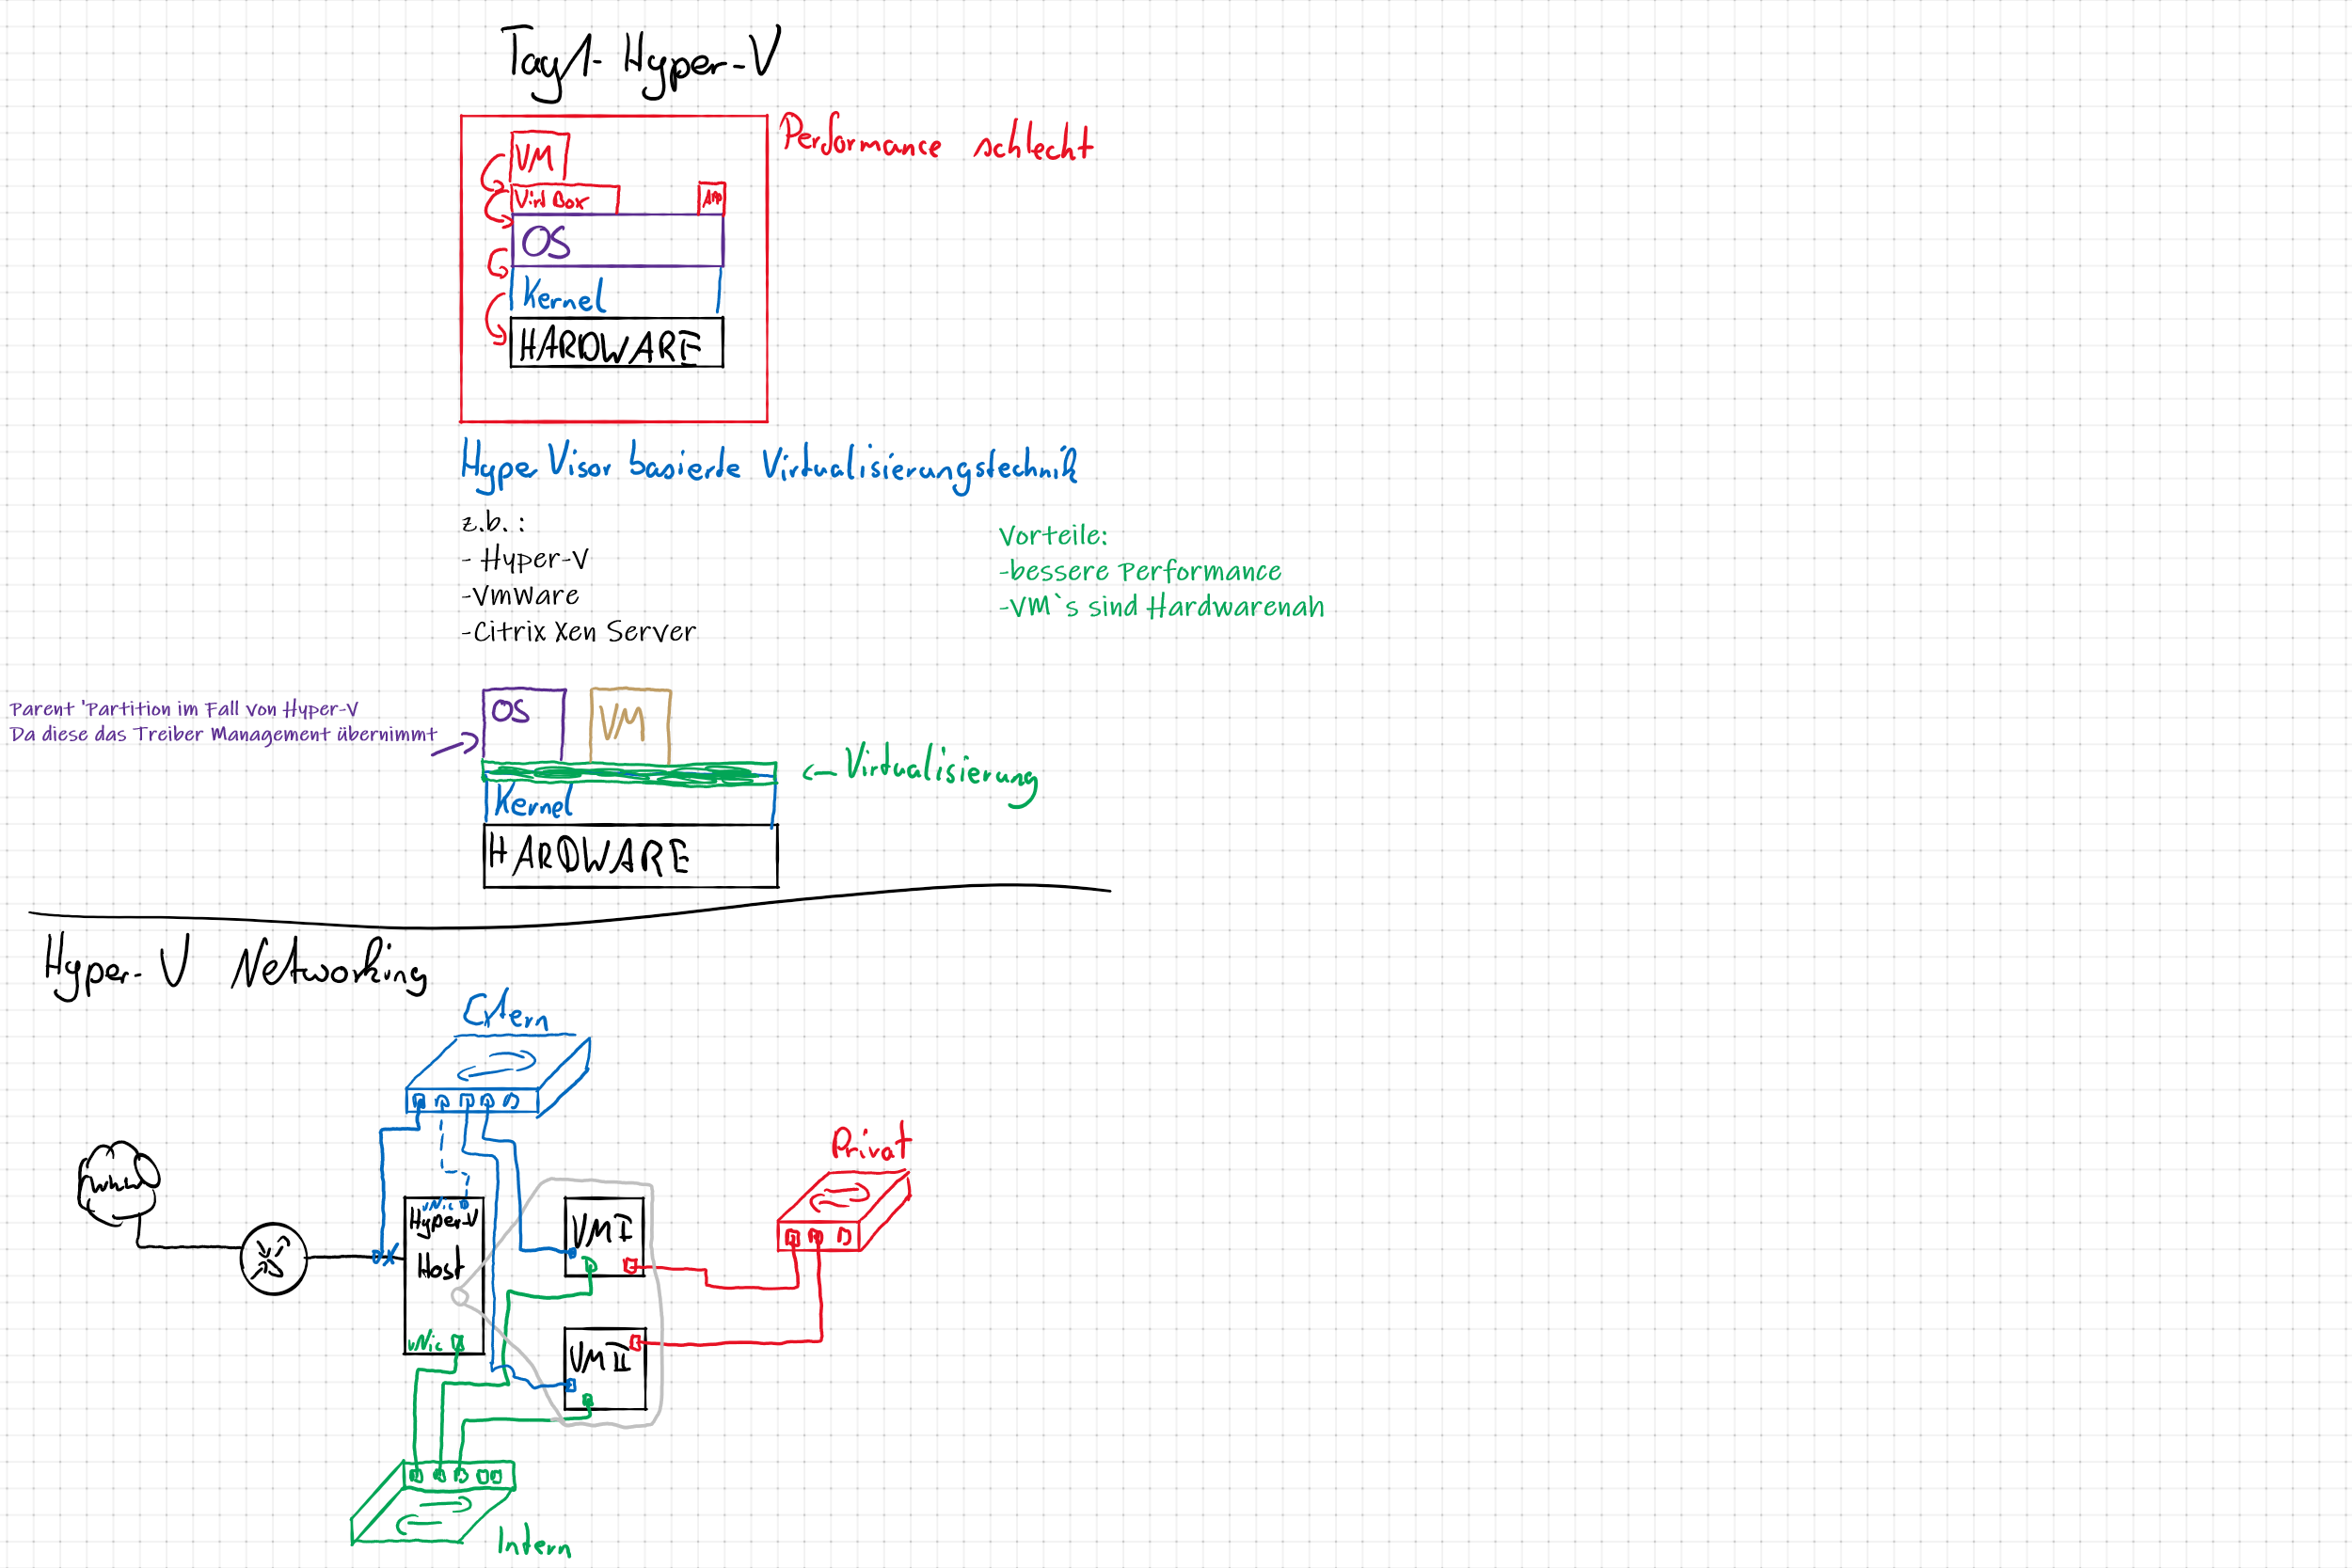 Tag 1 - Hyper-V
Performance schlecht
VM
Virt Box
App
OS
Kernel
HARDWARE
Hyper Visor basierte Virtualisierungstechnik
z.b. :
- Hyper-V
-VmWare
-Citrix Xen Server
Vorteile:
-bessere Performance
-VM`s sind Hardwarenah
Parent 'Partition im Fall von Hyper-V
Da diese das Treiber Management übernimmt
OS
VM
<- Virtualisierung
Kernel
HARDWARE
Hyper-V Networking
Extern
Privat
www
vNic
Hyper-V
Host
vNic
VM I
VM II
Intern